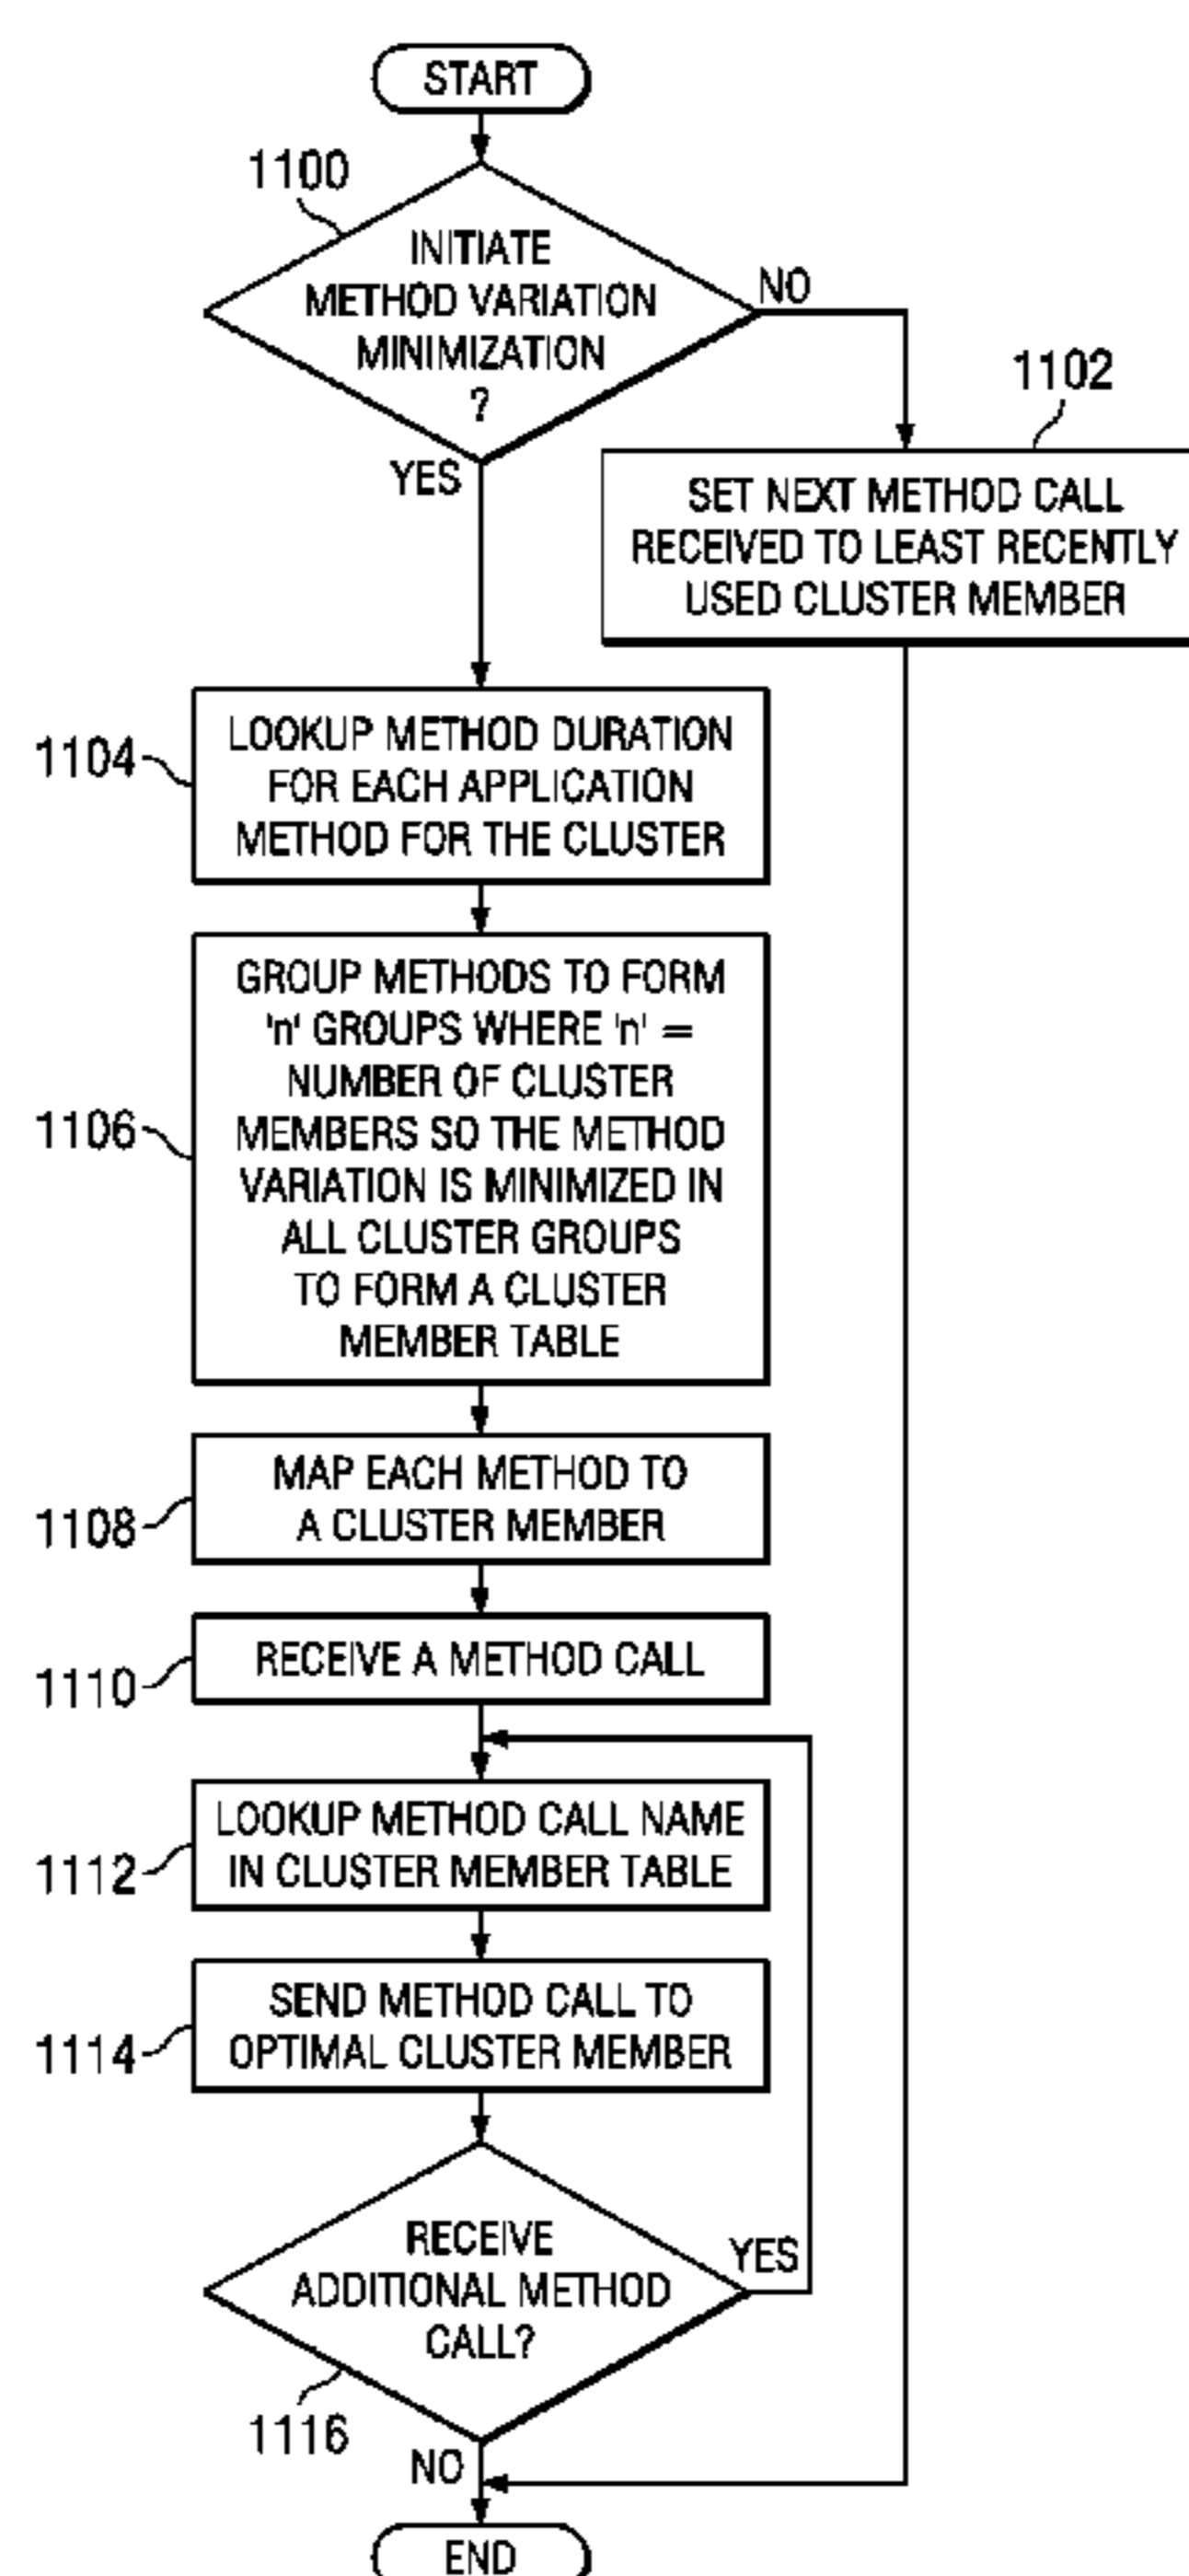 START
1100
INITIATE
METHOD VARIATION
MINIMIZATION
?
NO
YES
1102
SET NEXT METHOD CALL
RECEIVED TO LEAST RECENTLY
USED CLUSTER MEMBER
1104
LOOKUP METHOD DURATION
FOR EACH APPLICATION
METHOD FOR THE CLUSTER
1106
GROUP METHODS TO FORM
'n' GROUPS WHERE 'n' =
NUMBER OF CLUSTER
MEMBERS SO THE METHOD
VARIATION IS MINIMIZED IN
ALL CLUSTER GROUPS
TO FORM A CLUSTER
MEMBER TABLE
1108
MAP EACH METHOD TO
A CLUSTER MEMBER
1110
RECEIVE A METHOD CALL
1112
LOOKUP METHOD CALL NAME
IN CLUSTER MEMBER TABLE
1114
SEND METHOD CALL TO
OPTIMAL CLUSTER MEMBER
RECEIVE
ADDITIONAL METHOD
CALL?
YES
1116
NO
END